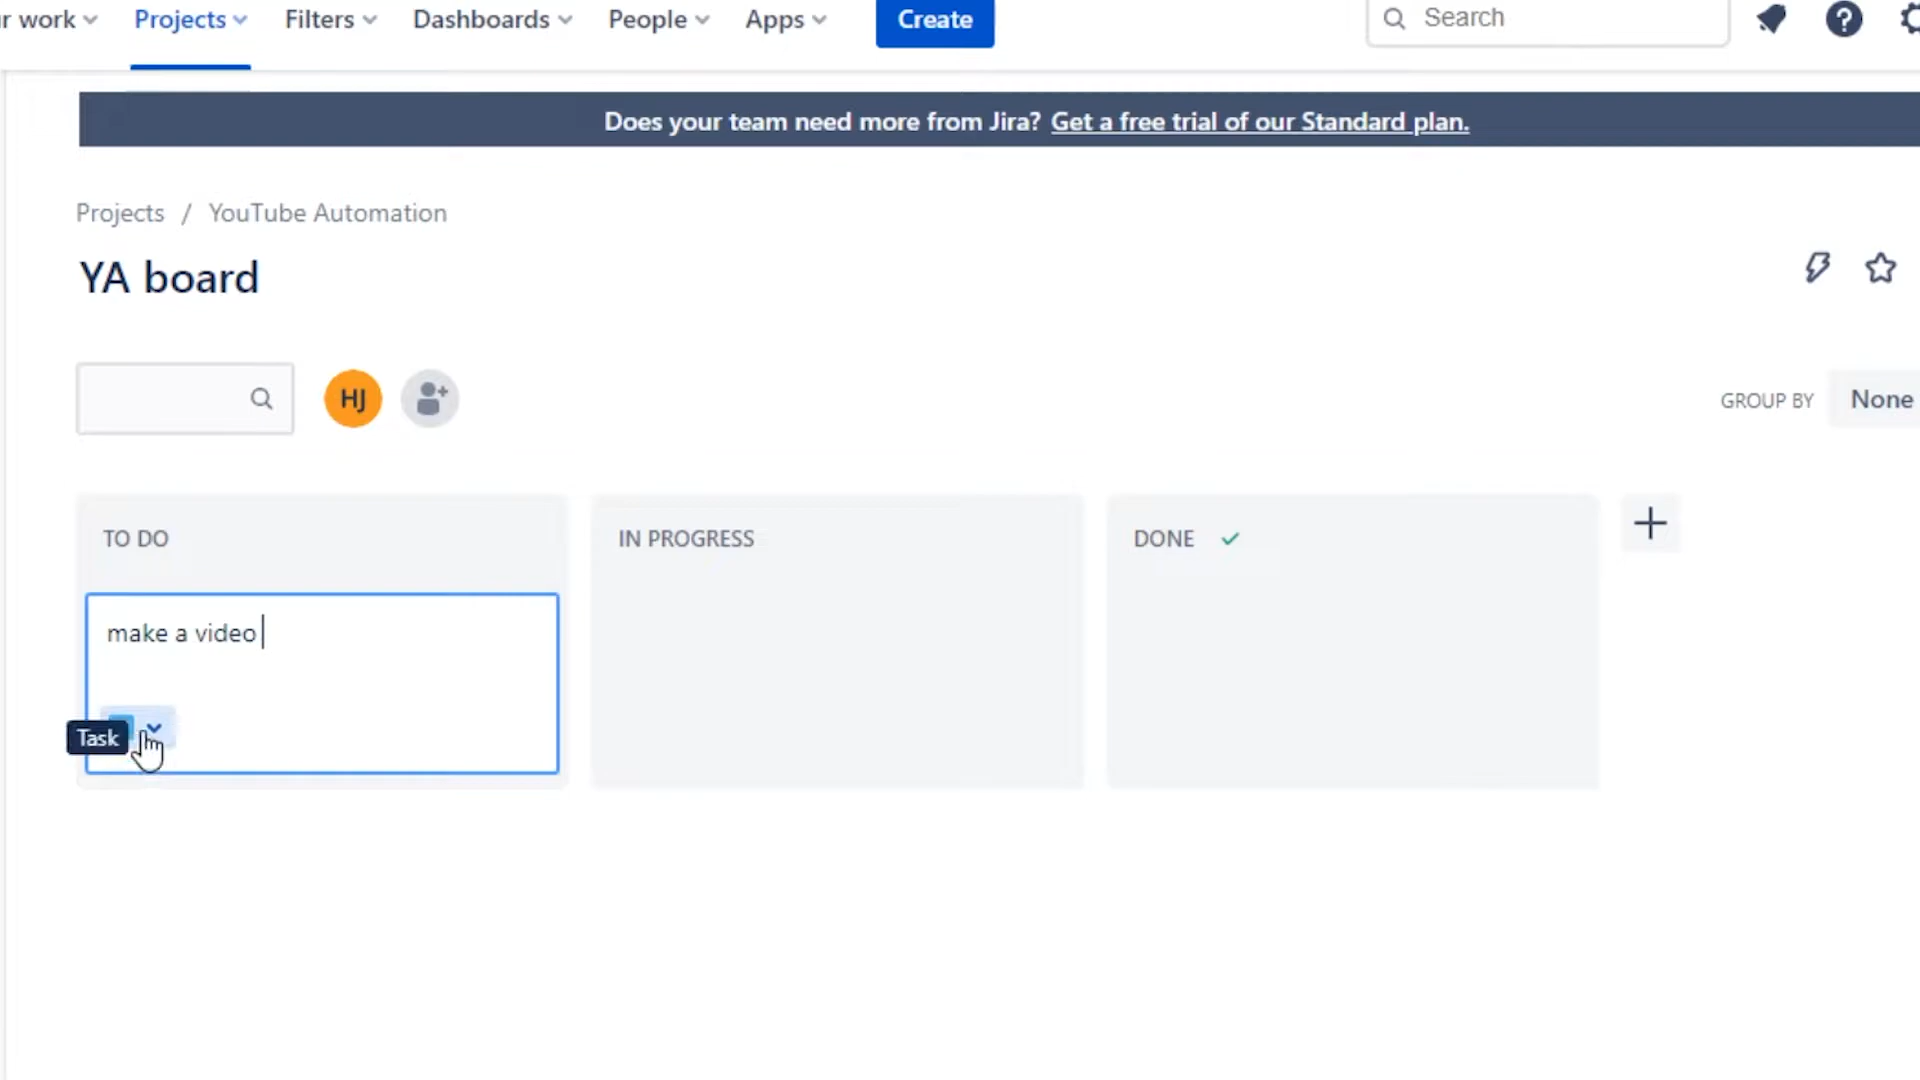 r work Projects Filters Dashboards People Apps Create Search
Does your team need more from Jira? Get a free trial of our Standard plan.
Projects / YouTube Automation
YA board
HJ GROUP BY None
TO DO IN PROGRESS DONE
make a video
Task